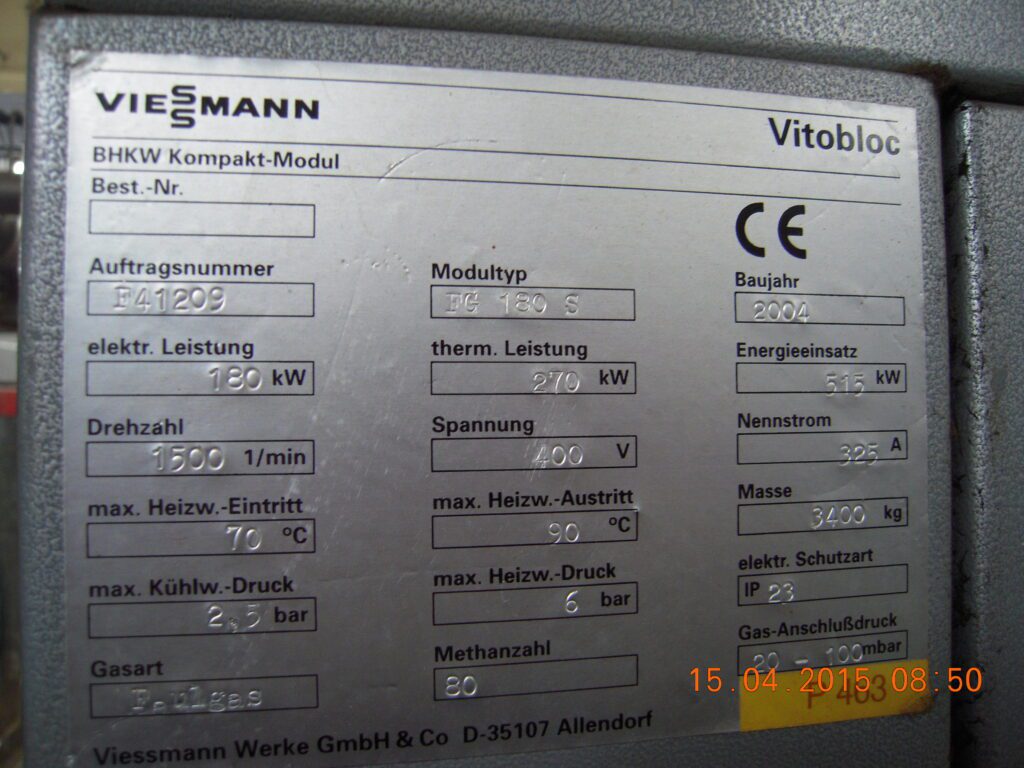 VIESSMANN
Vitobloc
BHKW Kompakt-Modul
Best.-Nr.
CE
Auftragsnummer
F41209
Modultyp
FG 180 S
Baujahr
2004
elektr. Leistung
180 kW
therm. Leistung
270 kW
Energieeinsatz
515 kW
Drehzahl
1500 1/min
Spannung
400 V
Nennstrom
325 A
max. Heizw.-Eintritt
70 °C
max. Heizw.-Austritt
90 °C
Masse
3400 kg
max. Kühlw.-Druck
2,5 bar
max. Heizw.-Druck
6 bar
elektr. Schutzart
IP 23
Gasart
Faulgas
Methanzahl
80
Gas-Anschlußdruck
20 - 100 mbar
P 483
15.04.2015 08:50
Viessmann Werke GmbH & Co D-35107 Allendorf